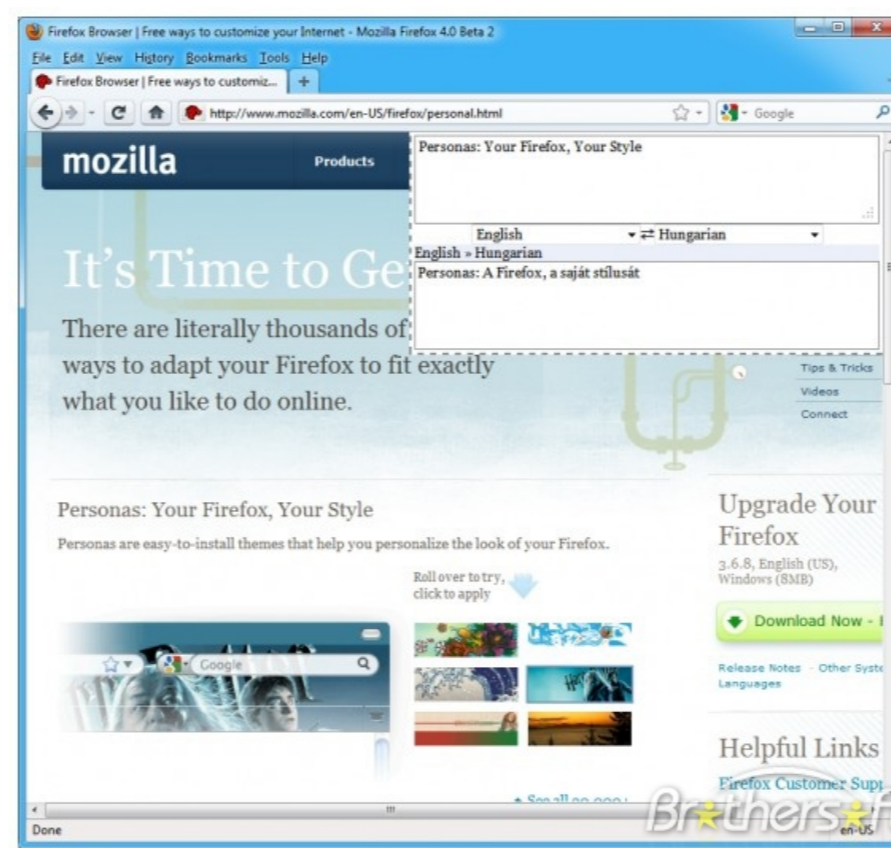 Firefox Browser | Free ways to customize your Internet - Mozilla Firefox 4.0 Beta 2
File Edit View History Bookmarks Tools Help
Firefox Browser | Free ways to customiz... +
http://www.mozilla.com/en-US/firefox/personal.html
Google
mozilla
Products
Personas: Your Firefox, Your Style
English ⇄ Hungarian
English » Hungarian
Personas: A Firefox, a saját stílusát
It's Time to Ge
There are literally thousands of
ways to adapt your Firefox to fit exactly
what you like to do online.
Tips & Tricks
Videos
Connect
Personas: Your Firefox, Your Style
Personas are easy-to-install themes that help you personalize the look of your Firefox.
Roll over to try,
click to apply
Google
Upgrade Your
Firefox
3.6.8, English (US),
Windows (8MB)
Download Now -
Release Notes - Other Syste
Languages
Helpful Links
Firefox Customer Supp
See all
Brothers
Done
en-US